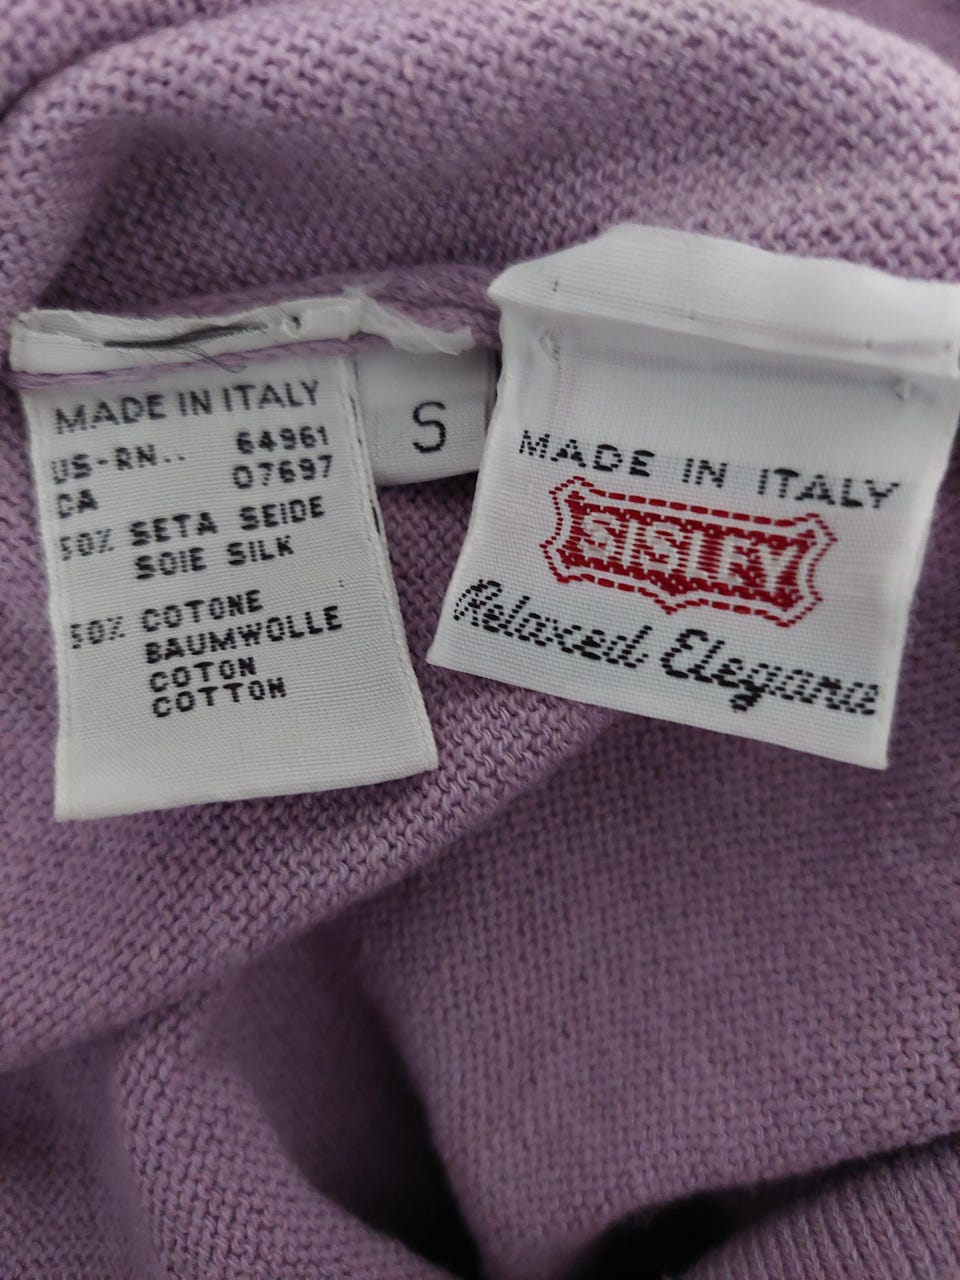 MADE IN ITALY
US-RN.. 64961
CA 07697
50% SETA SEIDE
SOIE SILK
50% COTONE
BAUMWOLLE
COTON
COTTON
S
MADE IN ITALY
SISLEY
Relaxed Elegance